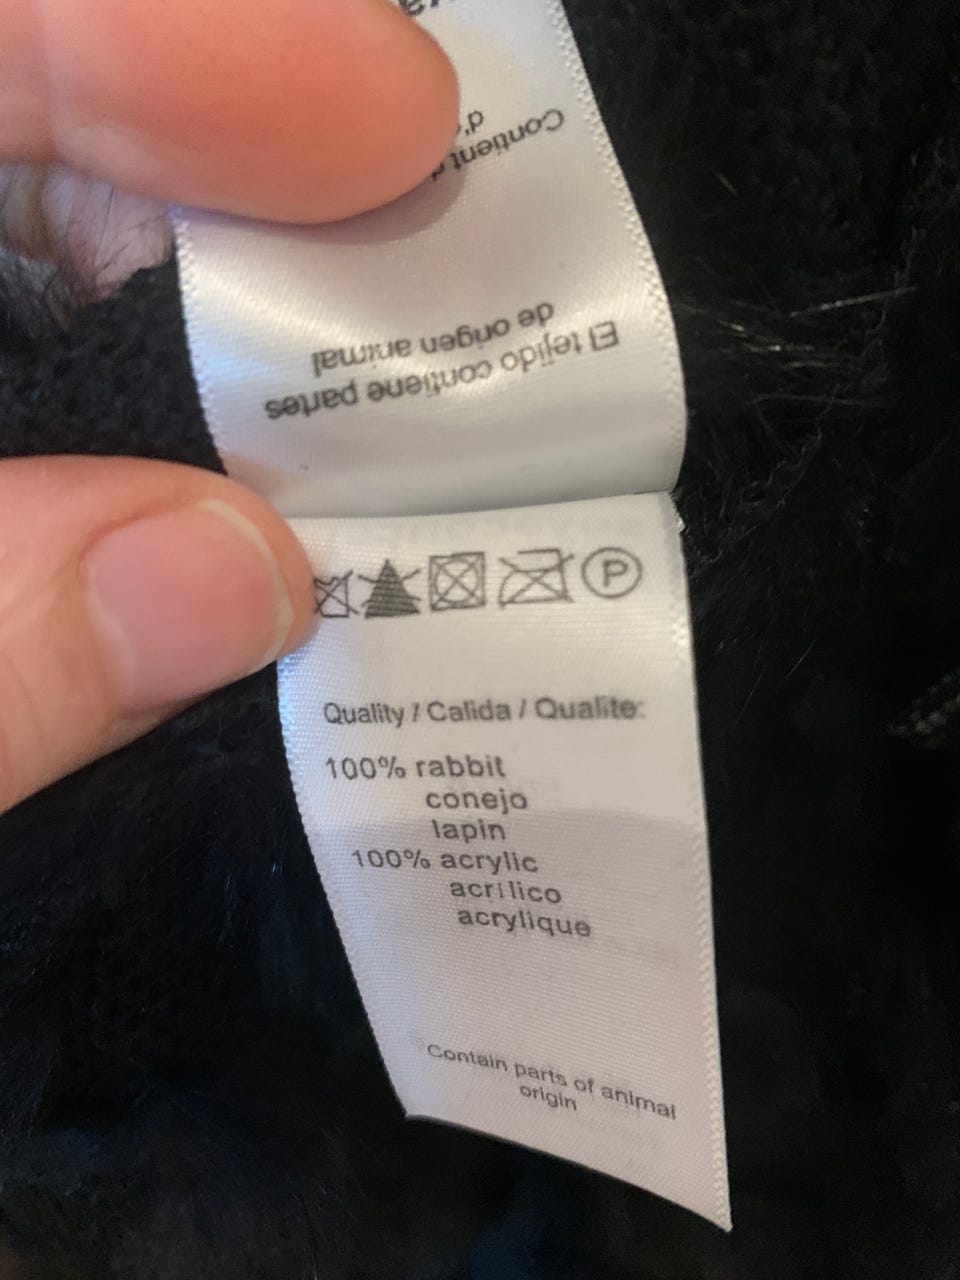 Contient
d'
El tejido contiene partes
de origen animal
P
Quality / Calida / Qualite:
100% rabbit
conejo
lapin
100% acrylic
acrilico
acrylique
Contain parts of animal
origin